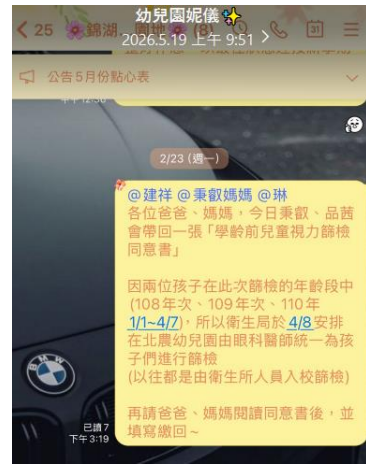 幼兒園妮儀✨
2026.5.19 上午 9:51 >
25
(8)
31
公告5月份點心表
2/23 (週一)
@建祥 @秉叡媽媽 @琳
各位爸爸、媽媽，今日秉叡、品茜
會帶回一張「學齡前兒童視力篩檢
同意書」
因兩位孩子在此次篩檢的年齡段中
(108年次、109年次、110年
1/1~4/7)，所以衛生局於 4/8 安排
在北農幼兒園由眼科醫師統一為孩
子們進行篩檢
(以往都是由衛生所人員入校篩檢)
再請爸爸、媽媽閱讀同意書後，並
填寫繳回～
BMW
已讀 7
下午 3:19